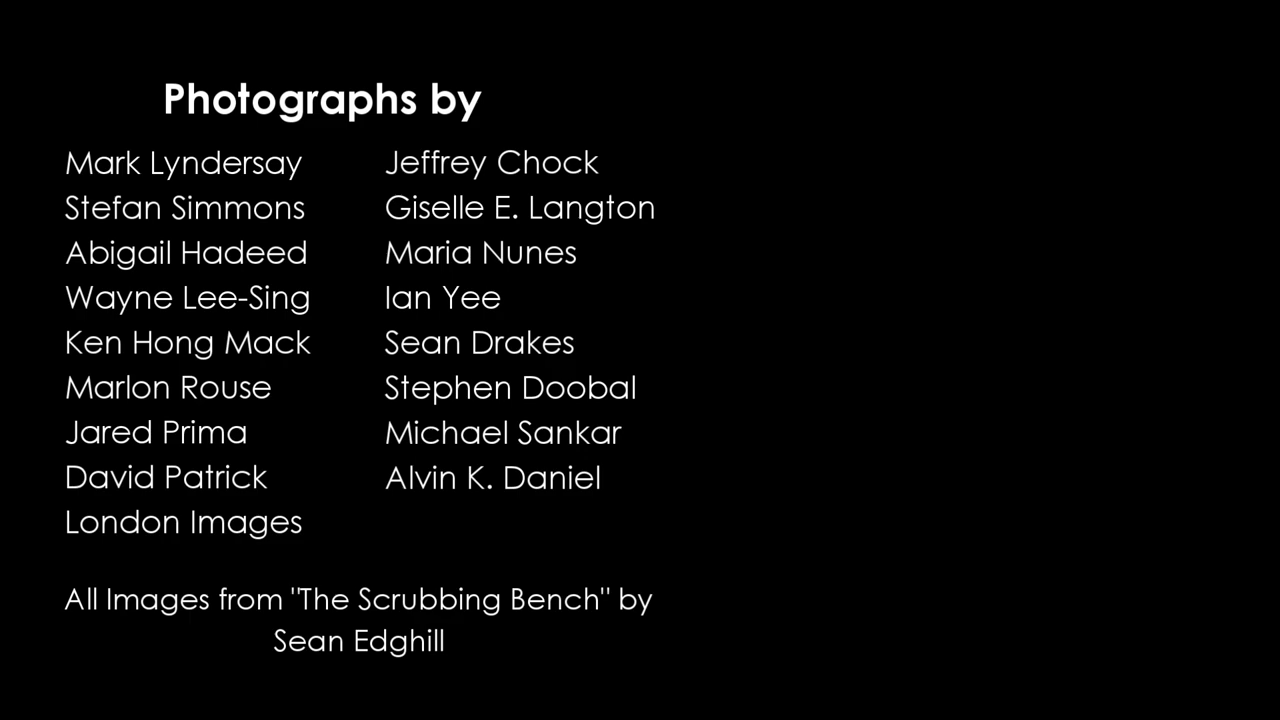 Photographs by
Mark Lyndersay
Stefan Simmons
Abigail Hadeed
Wayne Lee-Sing
Ken Hong Mack
Marlon Rouse
Jared Prima
David Patrick
London Images
Jeffrey Chock
Giselle E. Langton
Maria Nunes
Ian Yee
Sean Drakes
Stephen Doobal
Michael Sankar
Alvin K. Daniel
All Images from "The Scrubbing Bench" by
Sean Edghill